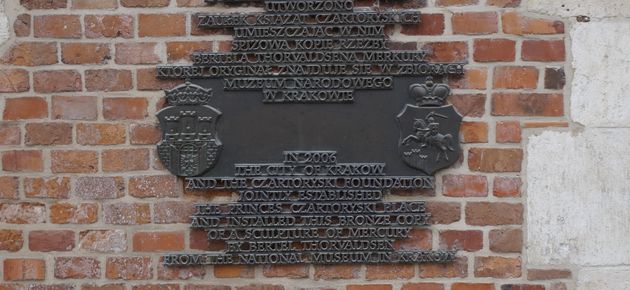 UTWORZONO
ZAUŁEK KSIĄŻĄT CZARTORYSKICH
UMIESZCZAJĄC W NIM
SPIŻOWĄ KOPIĘ RZEŹBY
BERTELA THORVALDSENA MERKURY
KTÓREJ ORYGINAŁ ZNAJDUJE SIĘ W ZBIORACH
MUZEUM NARODOWEGO
W KRAKOWIE
IN 2006
THE CITY OF KRAKOW
AND THE CZARTORYSKI FOUNDATION
JOINTLY ESTABLISHED
THE PRINCES CZARTORYSKI PLACE
AND INSTALLED THIS BRONZE COPY
OF A SCULPTURE OF MERCURY
BY BERTEL THORVALDSEN
FROM THE NATIONAL MUSEUM IN KRAKOW